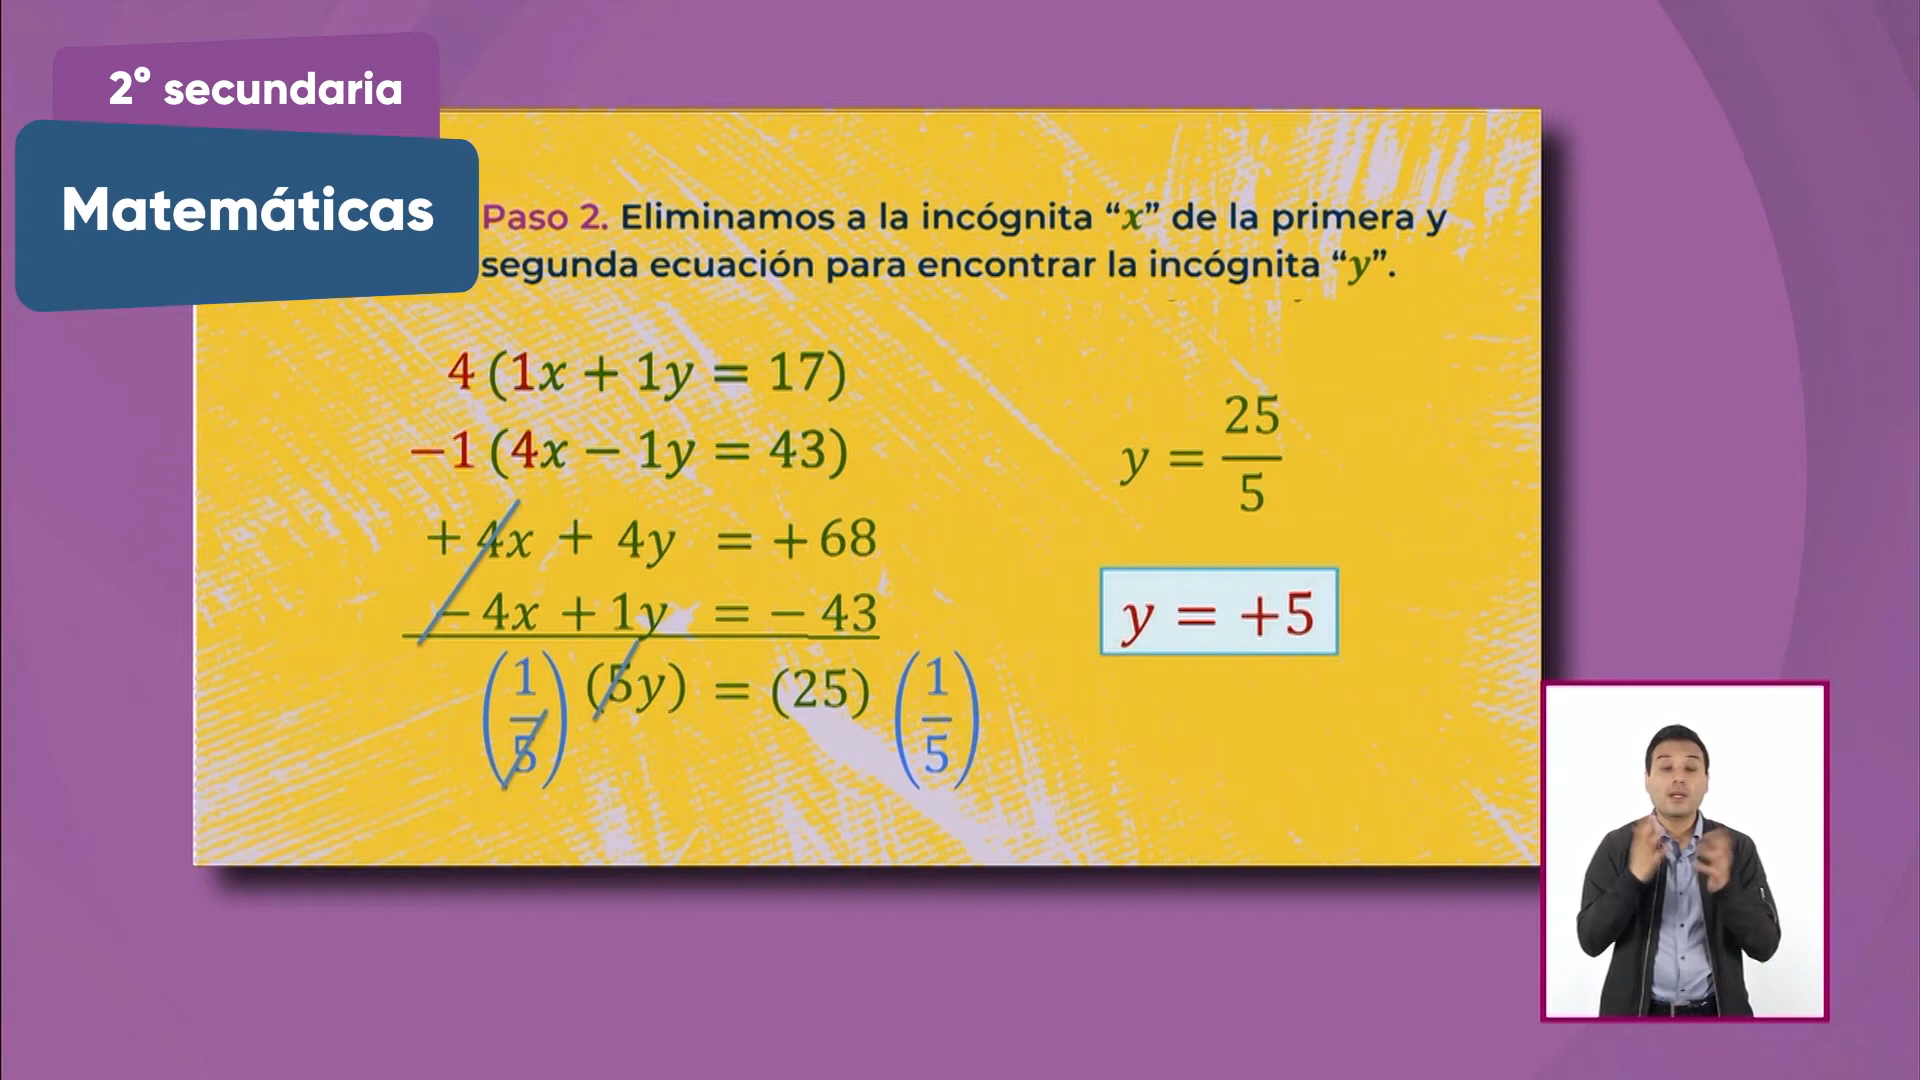 2° secundaria
Matemáticas
Paso 2. Eliminamos a la incógnita “x” de la primera y
segunda ecuación para encontrar la incógnita “y”.
4 (1x + 1y = 17)
−1 (4x − 1y = 43)
+ 4x + 4y = + 68
− 4x + 1y = − 43
(1/5) (5y) = (25) (1/5)
y = 25/5
y = +5